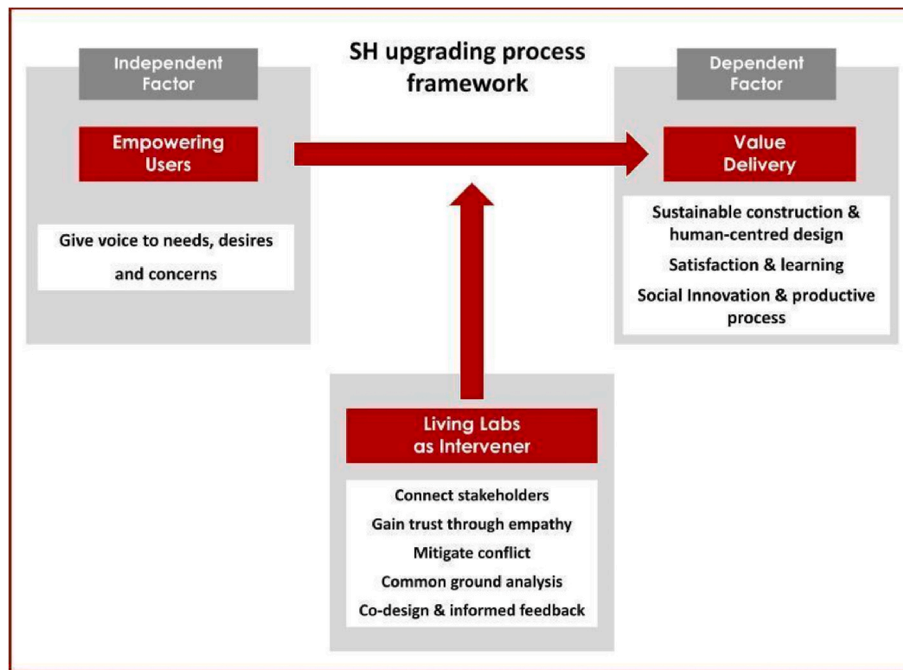 SH upgrading process
framework
Independent
Factor
Empowering
Users
Give voice to needs, desires
and concerns
Dependent
Factor
Value
Delivery
Sustainable construction &
human-centred design
Satisfaction & learning
Social Innovation & productive
process
Living Labs
as Intervener
Connect stakeholders
Gain trust through empathy
Mitigate conflict
Common ground analysis
Co-design & informed feedback